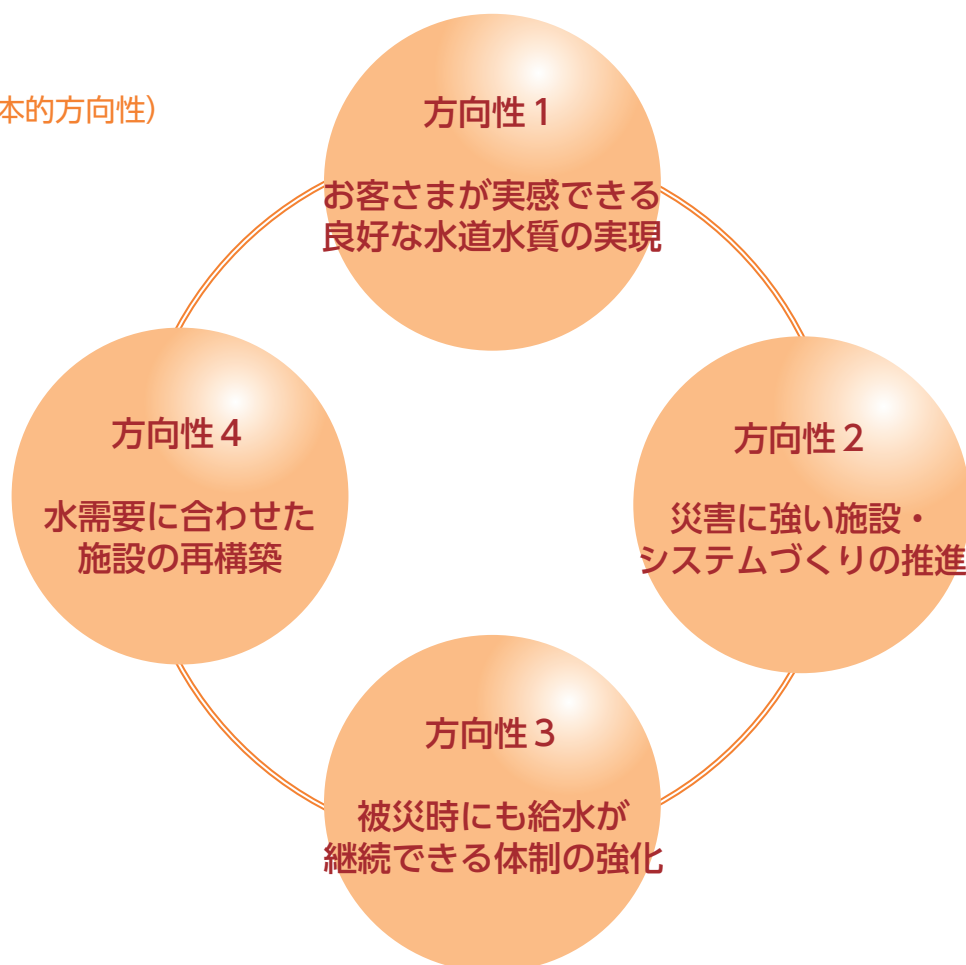 本的方向性)
方向性1
お客さまが実感できる
良好な水道水質の実現
方向性2
災害に強い施設・
システムづくりの推進
方向性3
被災時にも給水が
継続できる体制の強化
方向性4
水需要に合わせた
施設の再構築